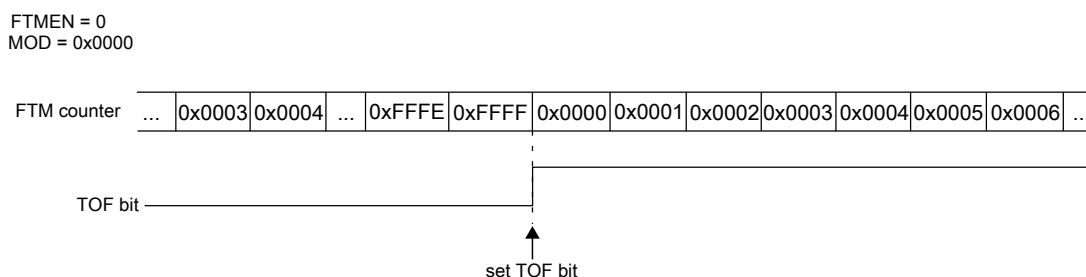 FTMEN = 0
MOD = 0x0000
FTM counter ... 0x0003 0x0004 ... 0xFFFE 0xFFFF 0x0000 0x0001 0x0002 0x0003 0x0004 0x0005 0x0006 ...
TOF bit
set TOF bit